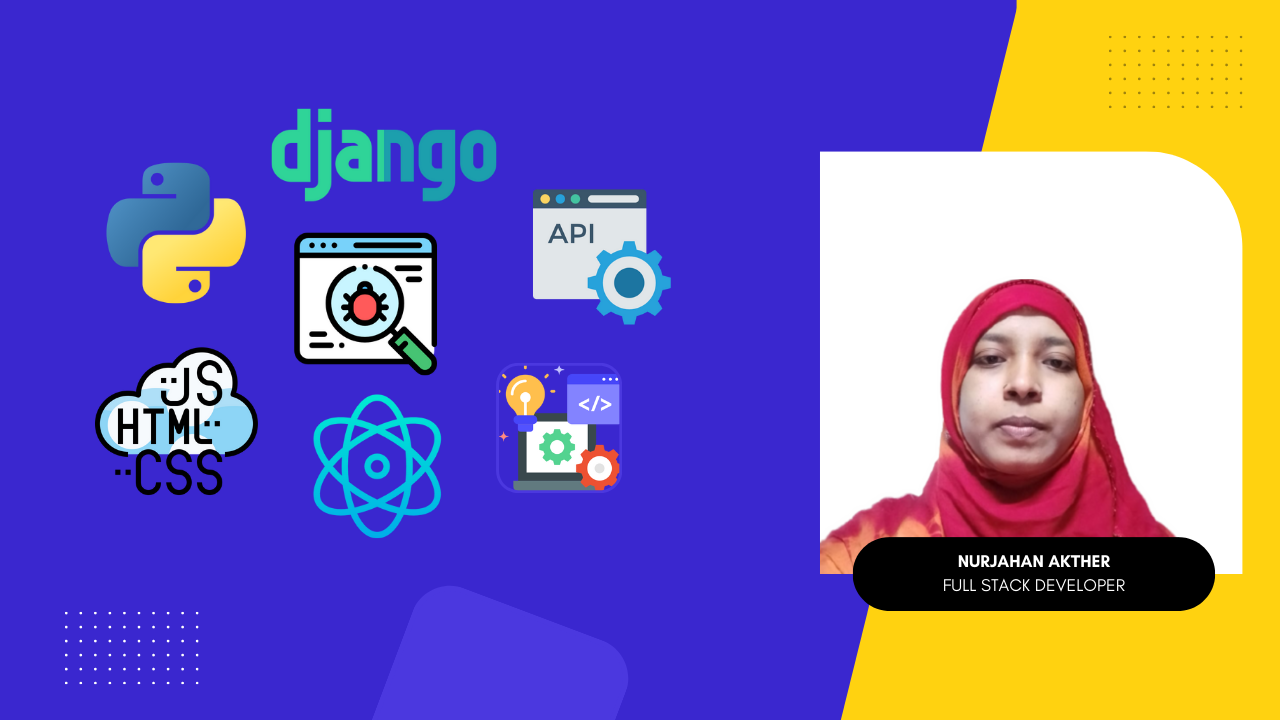 django
API
JS
HTML
CSS
</>
NURJAHAN AKTHER
FULL STACK DEVELOPER